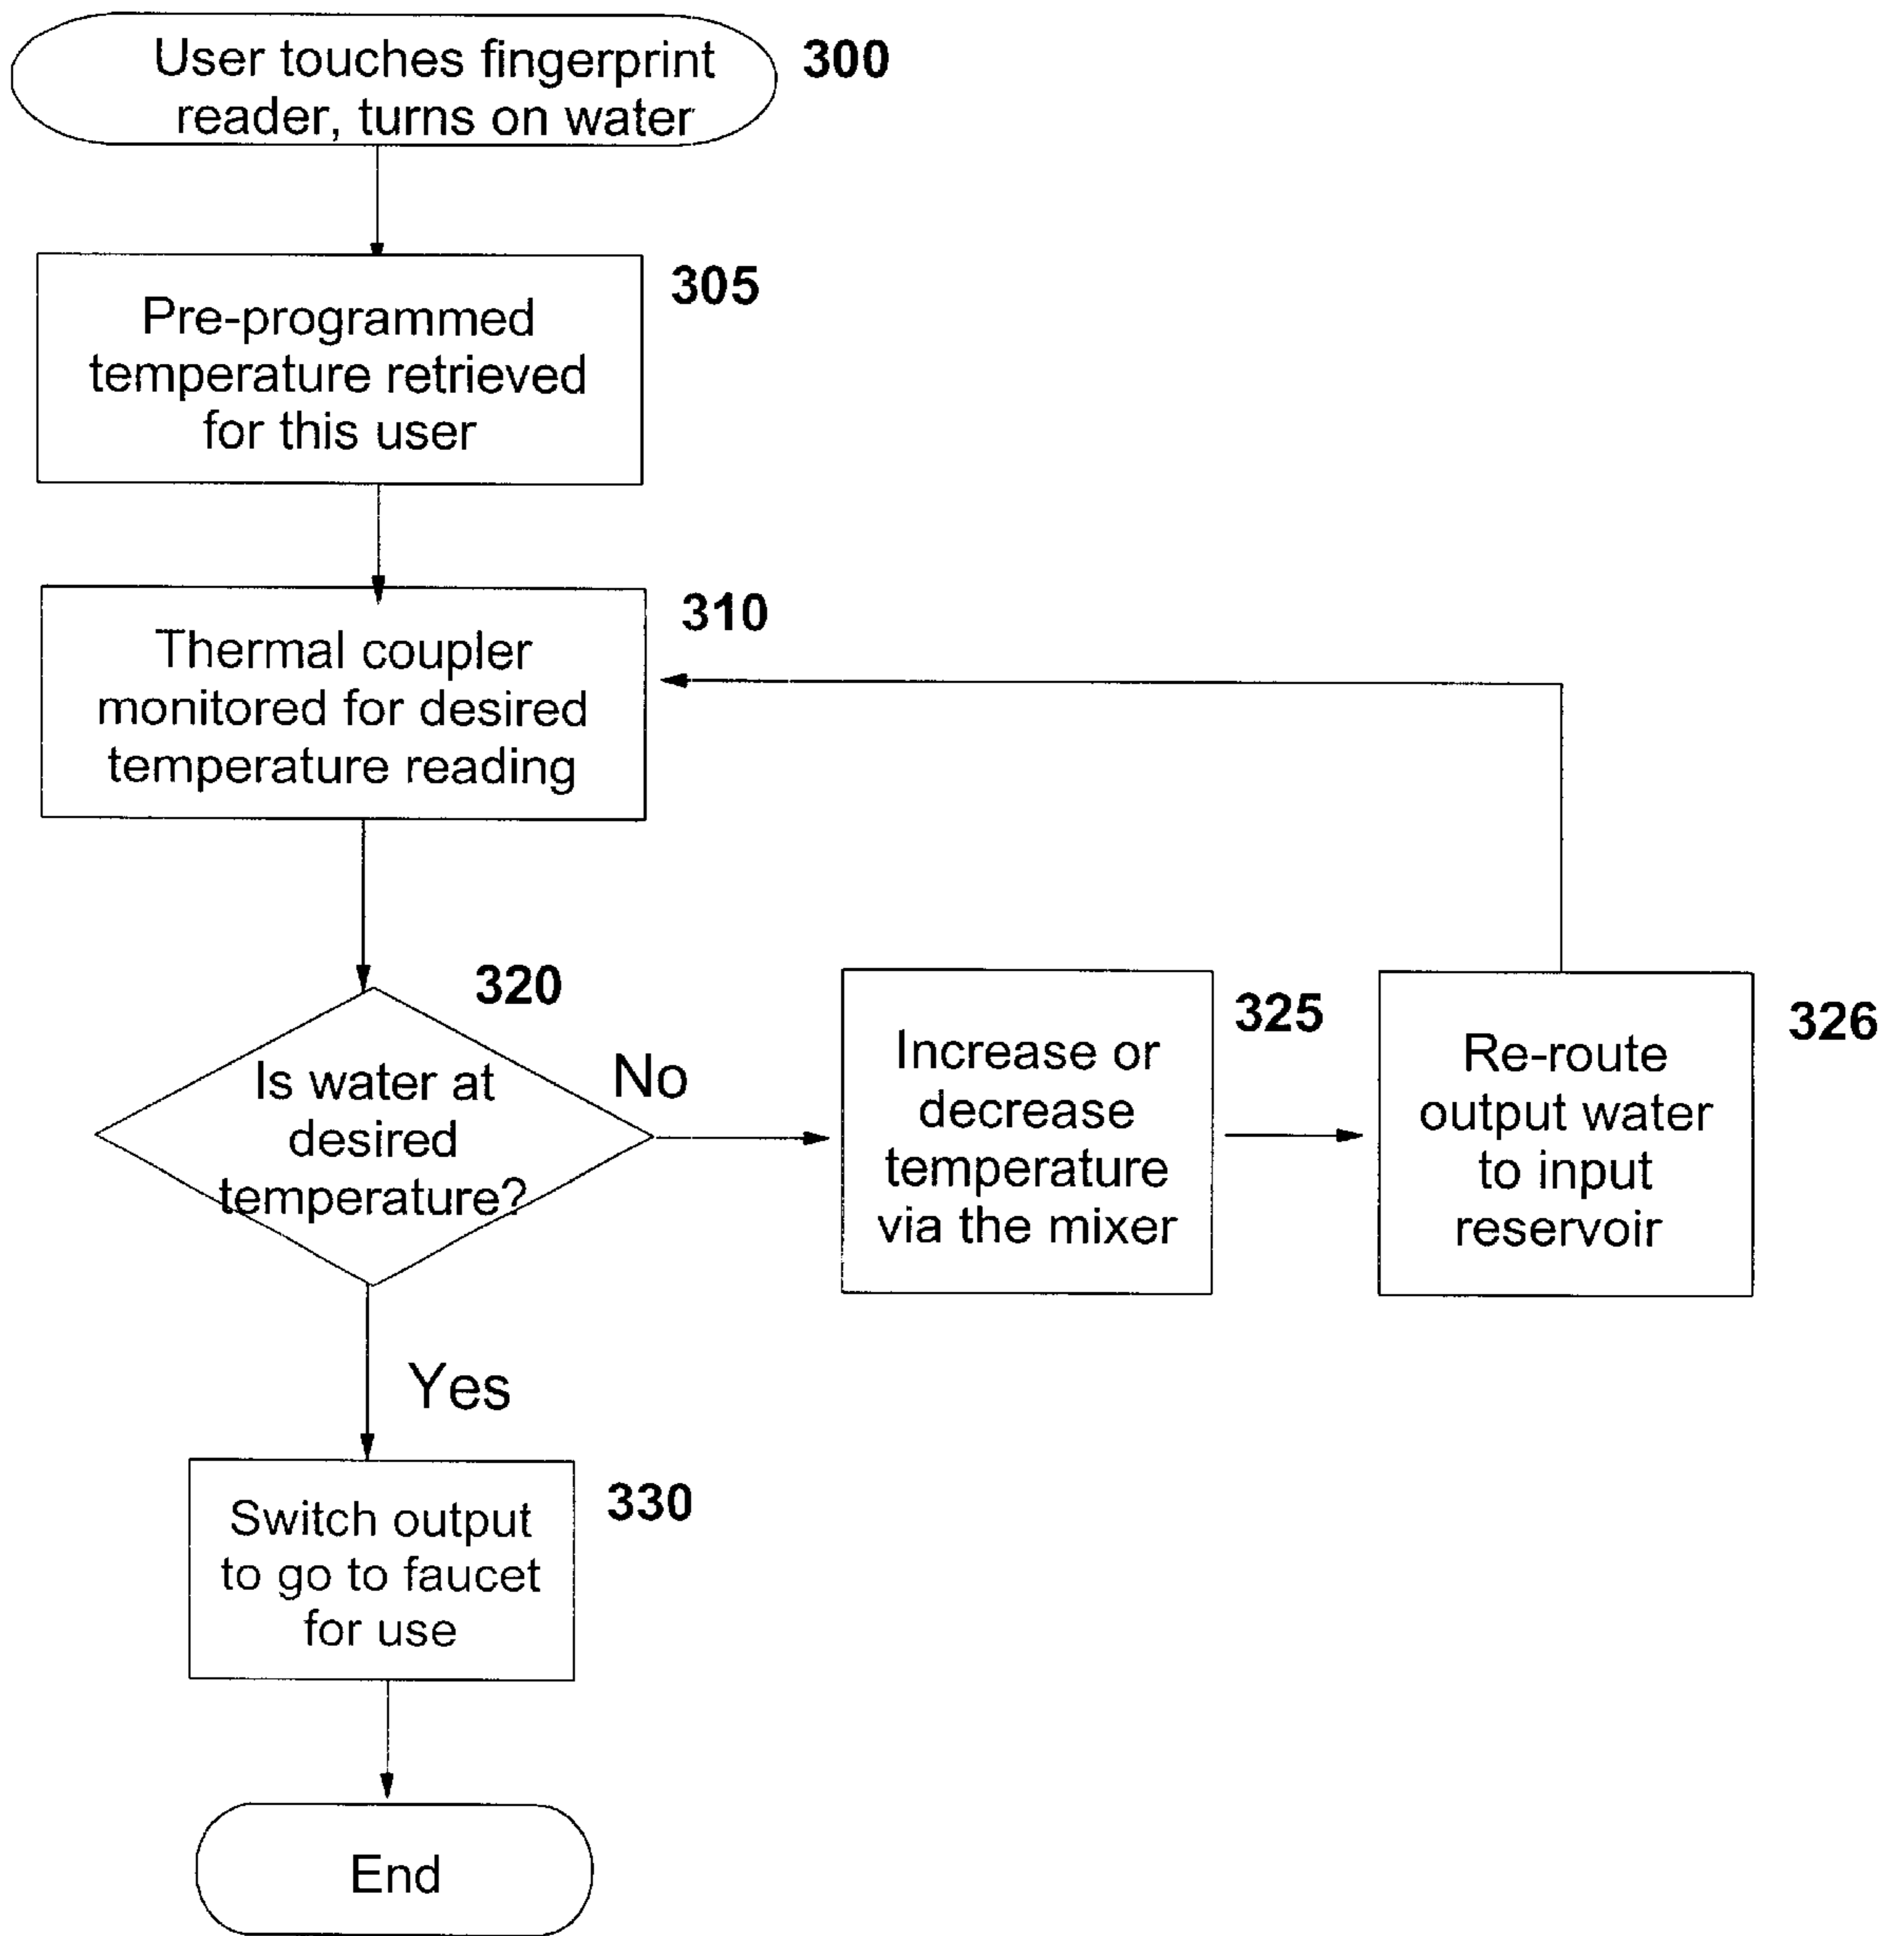 User touches fingerprint
reader, turns on water
300
Pre-programmed
temperature retrieved
for this user
305
Thermal coupler
monitored for desired
temperature reading
310
Is water at
desired
temperature?
320
No
Increase or
decrease
temperature
via the mixer
325
Re-route
output water
to input
reservoir
326
Yes
Switch output
to go to faucet
for use
330
End